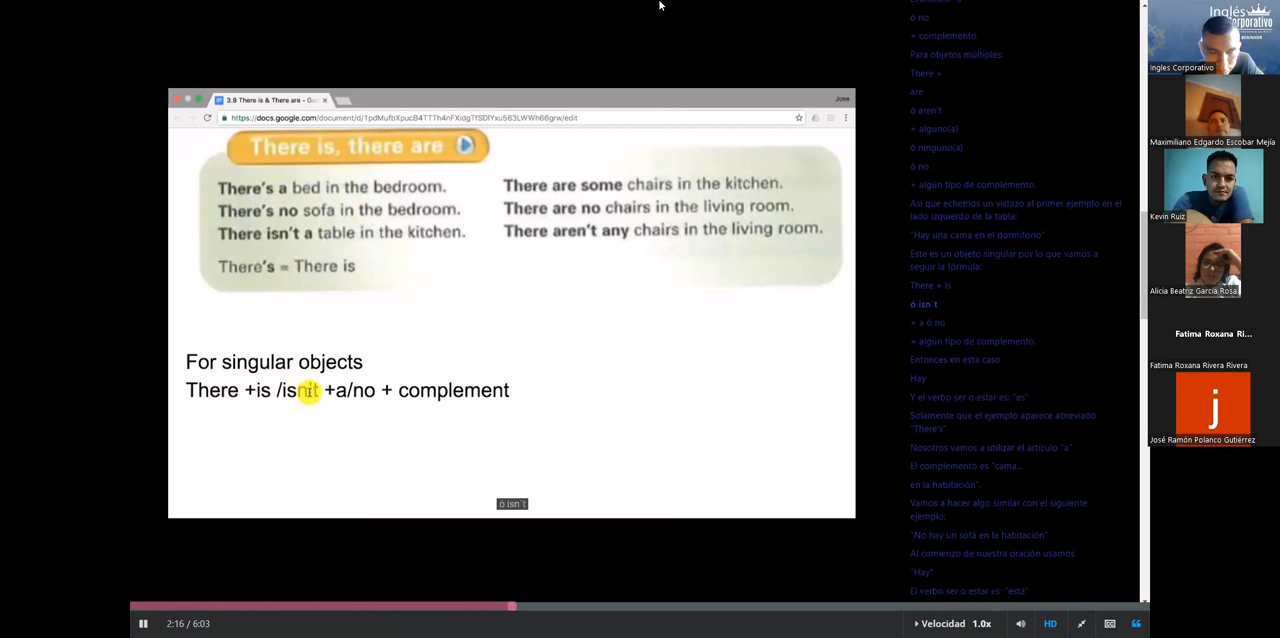 3.8 There is & There are - Goo
Jose
https://docs.google.com/document/d/1pdMufbXpucB4TTTh4nFXidgTfSDIYxu563LWWh66grw/edit
There is, there are
There's a bed in the bedroom.
There's no sofa in the bedroom.
There isn't a table in the kitchen.
There's = There is
There are some chairs in the kitchen.
There are no chairs in the living room.
There aren't any chairs in the living room.
For singular objects
There +is /isn't +a/no + complement
ó isn´t
2:16 / 6:03
Velocidad 1.0x
HD
CC
ó no
+ complemento.
Para objetos múltiples:
There +
are
ó aren't
+ alguno(a)
ó ninguno(a)
ó no
+ algún tipo de complemento.
Así que echemos un vistazo al primer ejemplo en el
lado izquierdo de la tabla:
"Hay una cama en el dormitorio"
Este es un objeto singular por lo que vamos a
seguir la fórmula:
There + is
ó isn´t
+ a ó no
+ algun tipo de complemento.
Entonces en esta caso
Hay
Y el verbo ser o estar es: "es"
Solamente que el ejemplo aparece abreviado
"There's"
Nosotros vamos a utilizar el artículo "a"
El complemento es "cama...
en la habitación".
Vamos a hacer algo similar con el siguiente
ejemplo:
"No hay un sofá en la habitación"
Al comienzo de nuestra oración usamos
"Hay"
El verbo ser o estar es: "está"
Inglés
Corporativo
Ingles Corporativo
Maximiliano Edgardo Escobar Mejía
Kevin Ruiz
Alicia Beatriz García Rosa
Fatima Roxana Ri...
Fatima Roxana Rivera Rivera
j
José Ramón Polanco Gutiérrez